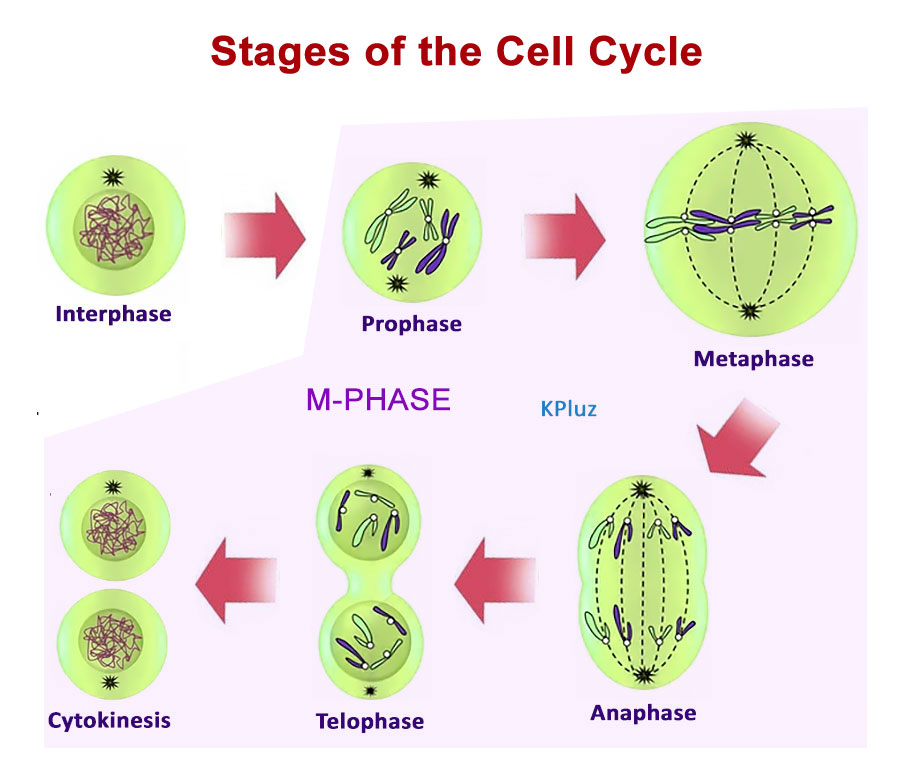 Stages of the Cell Cycle
Interphase
Prophase
Metaphase
M-PHASE
KPluz
Cytokinesis
Telophase
Anaphase